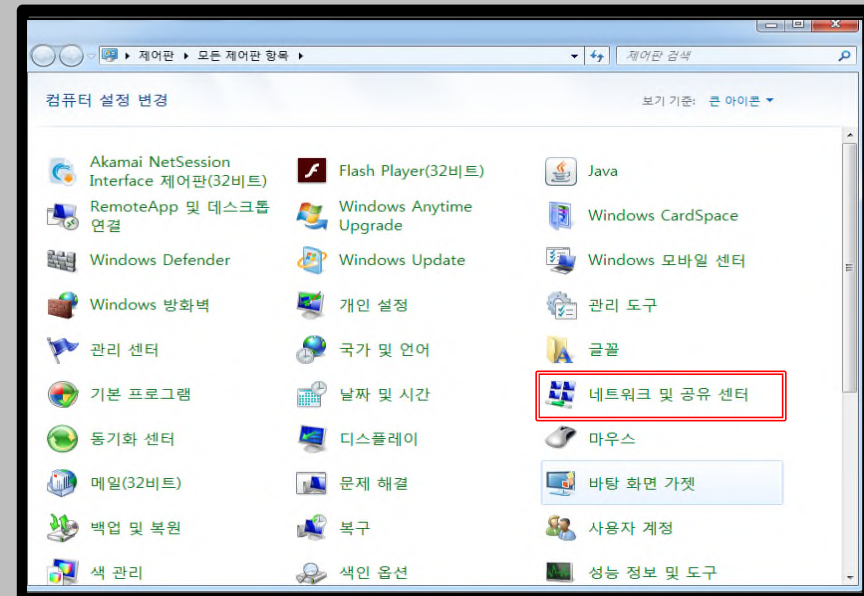 제어판 ▸ 모든 제어판 항목 ▸
제어판 검색
컴퓨터 설정 변경
보기 기준: 큰 아이콘
Akamai NetSession
Interface 제어판(32비트)
Flash Player(32비트)
Java
RemoteApp 및 데스크톱
연결
Windows Anytime
Upgrade
Windows CardSpace
Windows Defender
Windows Update
Windows 모바일 센터
Windows 방화벽
개인 설정
관리 도구
관리 센터
국가 및 언어
글꼴
기본 프로그램
날짜 및 시간
네트워크 및 공유 센터
동기화 센터
디스플레이
마우스
메일(32비트)
문제 해결
바탕 화면 가젯
백업 및 복원
복구
사용자 계정
색 관리
색인 옵션
성능 정보 및 도구